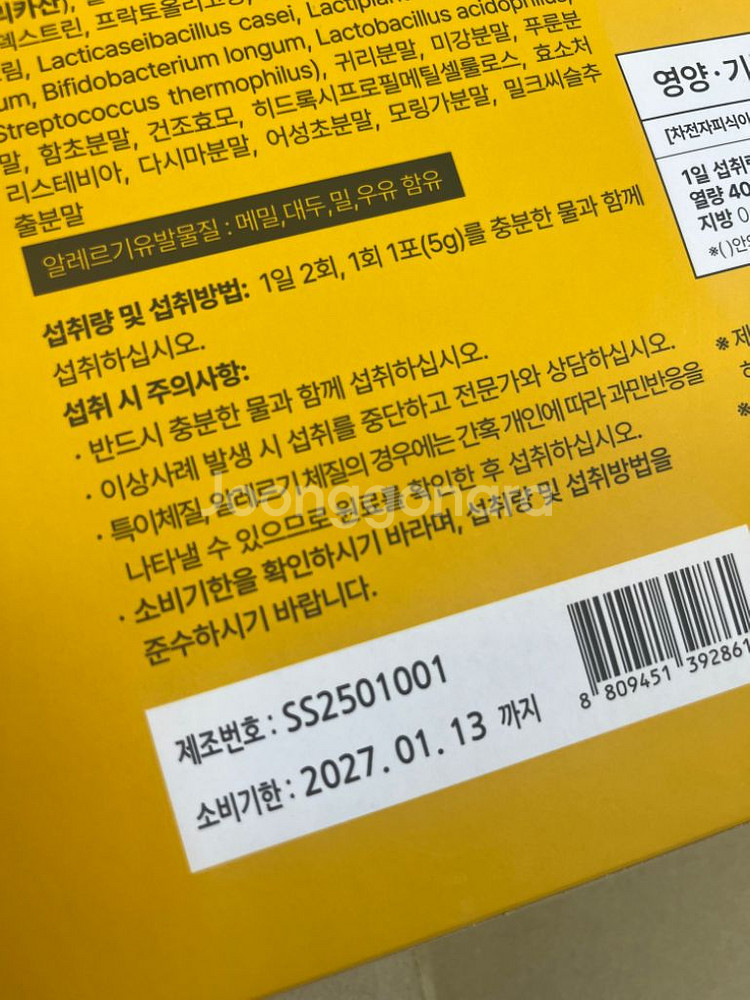 리카산),
덱스트린, 프락토올리고당,
Lacticaseibacillus casei,
Bifidobacterium longum, Lactobacillus acidophilus,
Streptococcus thermophilus), 귀리분말, 미강분말, 푸룬분
말, 함초분말, 건조효모, 히드록시프로필메틸셀룰로스, 효소처
리스테비아, 다시마분말, 어성초분말, 모링가분말, 밀크씨슬추
출분말
알레르기유발물질 : 메밀,대두,밀,우유 함유
섭취량 및 섭취방법: 1일 2회, 1회 1포(5g)를 충분한 물과 함께
섭취하십시오.
섭취 시 주의사항:
· 반드시 충분한 물과 함께 섭취하십시오.
· 이상사례 발생 시 섭취를 중단하고 전문가와 상담하십시오.
· 특이체질, 알레르기 체질의 경우에는 간혹 개인에 따라 과민반응을
나타낼 수 있으므로 원료를 확인한 후 섭취하십시오.
· 소비기한을 확인하시기 바라며, 섭취량 및 섭취방법을
준수하시기 바랍니다.
제조번호 : SS2501001
소비기한 : 2027. 01. 13 까지
8 809451 392861
영양·기
[차전자피식이
1일 섭취
열량 40
지방 0
※( )안의
※ 제
Joonggonara